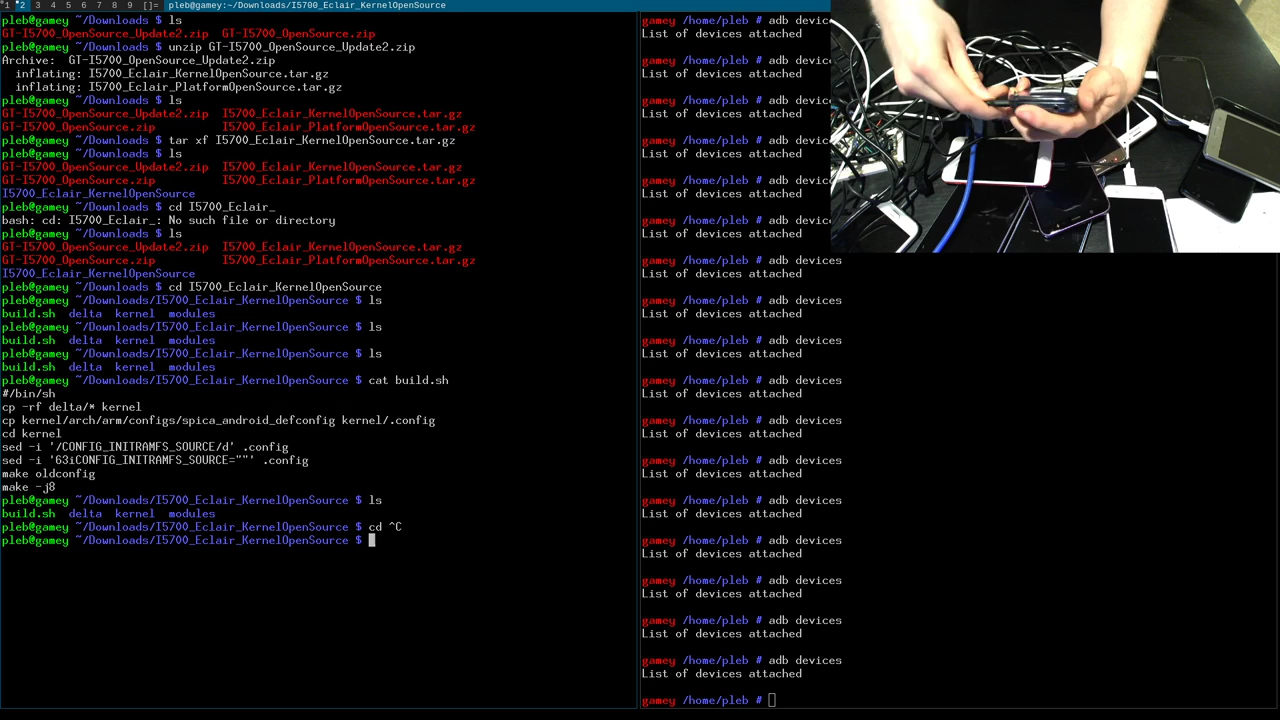 1 2 3 4 5 6 7 8 9 []= pleb@gamey:~/Downloads/I5700_Eclair_KernelOpenSource
pleb@gamey ~/Downloads $ ls
GT-I5700_OpenSource_Update2.zip GT-I5700_OpenSource.zip
pleb@gamey ~/Downloads $ unzip GT-I5700_OpenSource_Update2.zip
Archive:  GT-I5700_OpenSource_Update2.zip
inflating: I5700_Eclair_KernelOpenSource.tar.gz
inflating: I5700_Eclair_PlatformOpenSource.tar.gz
pleb@gamey ~/Downloads $ ls
GT-I5700_OpenSource_Update2.zip I5700_Eclair_KernelOpenSource.tar.gz
GT-I5700_OpenSource.zip I5700_Eclair_PlatformOpenSource.tar.gz
pleb@gamey ~/Downloads $ tar xf I5700_Eclair_KernelOpenSource.tar.gz
pleb@gamey ~/Downloads $ ls
GT-I5700_OpenSource_Update2.zip I5700_Eclair_KernelOpenSource.tar.gz
GT-I5700_OpenSource.zip I5700_Eclair_PlatformOpenSource.tar.gz
I5700_Eclair_KernelOpenSource
pleb@gamey ~/Downloads $ cd I5700_Eclair_
bash: cd: I5700_Eclair_: No such file or directory
pleb@gamey ~/Downloads $ ls
GT-I5700_OpenSource_Update2.zip I5700_Eclair_KernelOpenSource.tar.gz
GT-I5700_OpenSource.zip I5700_Eclair_PlatformOpenSource.tar.gz
I5700_Eclair_KernelOpenSource
pleb@gamey ~/Downloads $ cd I5700_Eclair_KernelOpenSource
pleb@gamey ~/Downloads/I5700_Eclair_KernelOpenSource $ ls
build.sh delta kernel modules
pleb@gamey ~/Downloads/I5700_Eclair_KernelOpenSource $ ls
build.sh delta kernel modules
pleb@gamey ~/Downloads/I5700_Eclair_KernelOpenSource $ ls
build.sh delta kernel modules
pleb@gamey ~/Downloads/I5700_Eclair_KernelOpenSource $ cat build.sh
#/bin/sh
cp -rf delta/* kernel
cp kernel/arch/arm/configs/spica_android_defconfig kernel/.config
cd kernel
sed -i '/CONFIG_INITRAMFS_SOURCE/d' .config
sed -i '63iCONFIG_INITRAMFS_SOURCE=""' .config
make oldconfig
make -j8
pleb@gamey ~/Downloads/I5700_Eclair_KernelOpenSource $ ls
build.sh delta kernel modules
pleb@gamey ~/Downloads/I5700_Eclair_KernelOpenSource $ cd ^C
pleb@gamey ~/Downloads/I5700_Eclair_KernelOpenSource $
gamey /home/pleb # adb devices
List of devices attached
gamey /home/pleb # adb devices
List of devices attached
gamey /home/pleb # adb devices
List of devices attached
gamey /home/pleb # adb devices
List of devices attached
gamey /home/pleb # adb devices
List of devices attached
gamey /home/pleb # adb devices
List of devices attached
gamey /home/pleb # adb devices
List of devices attached
gamey /home/pleb # adb devices
List of devices attached
gamey /home/pleb # adb devices
List of devices attached
gamey /home/pleb # adb devices
List of devices attached
gamey /home/pleb # adb devices
List of devices attached
gamey /home/pleb # adb devices
List of devices attached
gamey /home/pleb # adb devices
List of devices attached
gamey /home/pleb # adb devices
List of devices attached
gamey /home/pleb # adb devices
List of devices attached
gamey /home/pleb # adb devices
List of devices attached
gamey /home/pleb # adb devices
List of devices attached
gamey /home/pleb #